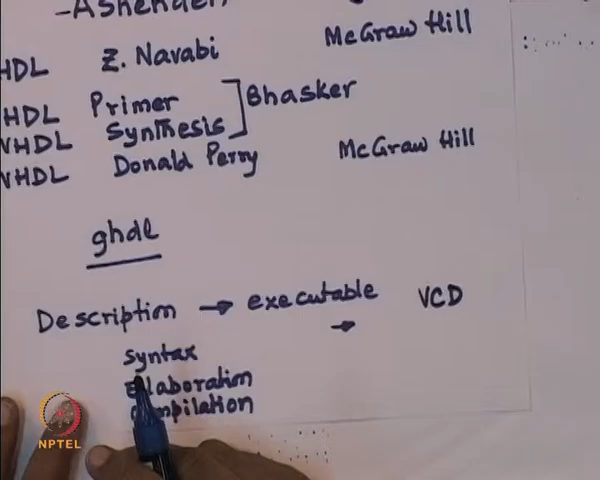 -Ashenden
HDL Z. Navabi McGraw Hill
HDL Primer
VHDL Synthesis ] Bhasker
VHDL Donald Perry McGraw Hill
ghdl
Description → executable VCD
→
syntax
Elaboration
Compilation
NPTEL